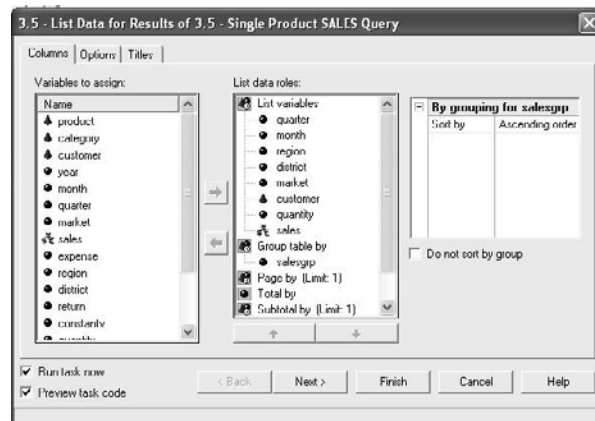 3.5 - List Data for Results of 3.5 - Single Product SALES Query
Columns Options Titles
Variables to assign:
Name
product
category
customer
year
month
quarter
market
sales
expense
region
district
return
constantv
quantity
List data roles:
List variables
quarter
month
region
district
market
customer
quantity
sales
Group table by
salesgrp
Page by (Limit: 1)
Total by
Subtotal by (Limit: 1)
By grouping for salesgrp
Sort by Ascending order
Do not sort by group
Run task now
Preview task code
< Back Next > Finish Cancel Help